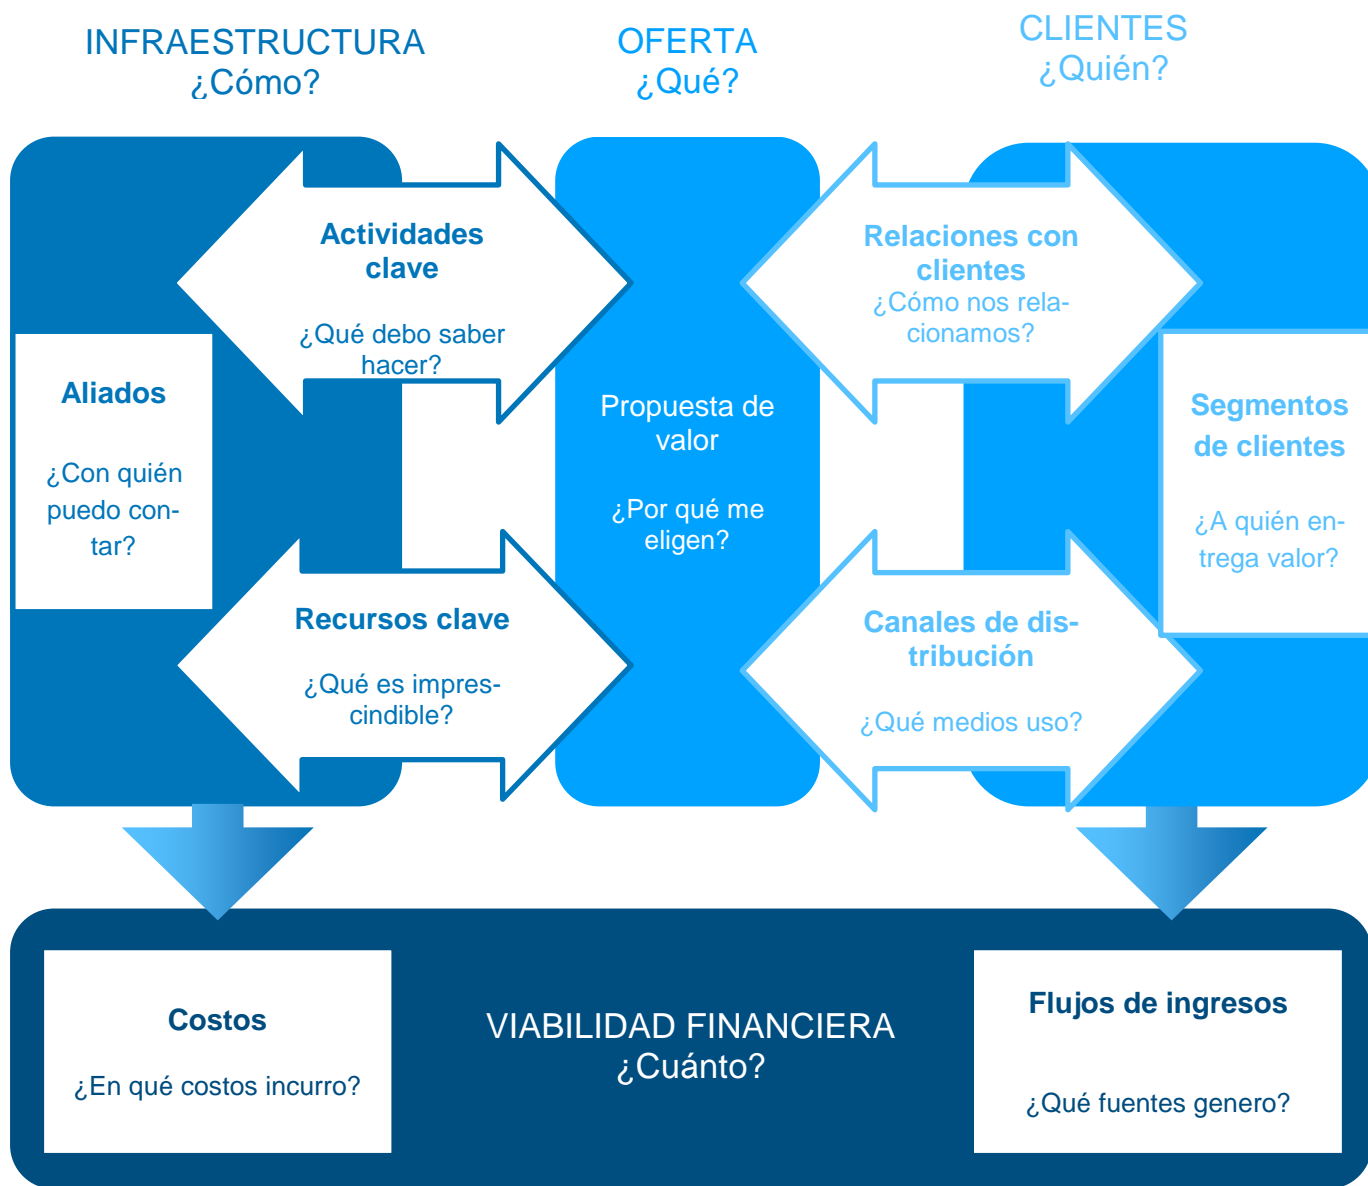 INFRAESTRUCTURA
¿Cómo?
OFERTA
¿Qué?
CLIENTES
¿Quién?
Actividades
clave
¿Qué debo saber
hacer?
Relaciones con
clientes
¿Cómo nos rela-
cionamos?
Aliados
¿Con quién
puedo con-
tar?
Propuesta de
valor
¿Por qué me
eligen?
Segmentos
de clientes
¿A quién en-
trega valor?
Recursos clave
¿Qué es impres-
cindible?
Canales de dis-
tribución
¿Qué medios uso?
Costos
¿En qué costos incurro?
VIABILIDAD FINANCIERA
¿Cuánto?
Flujos de ingresos
¿Qué fuentes genero?